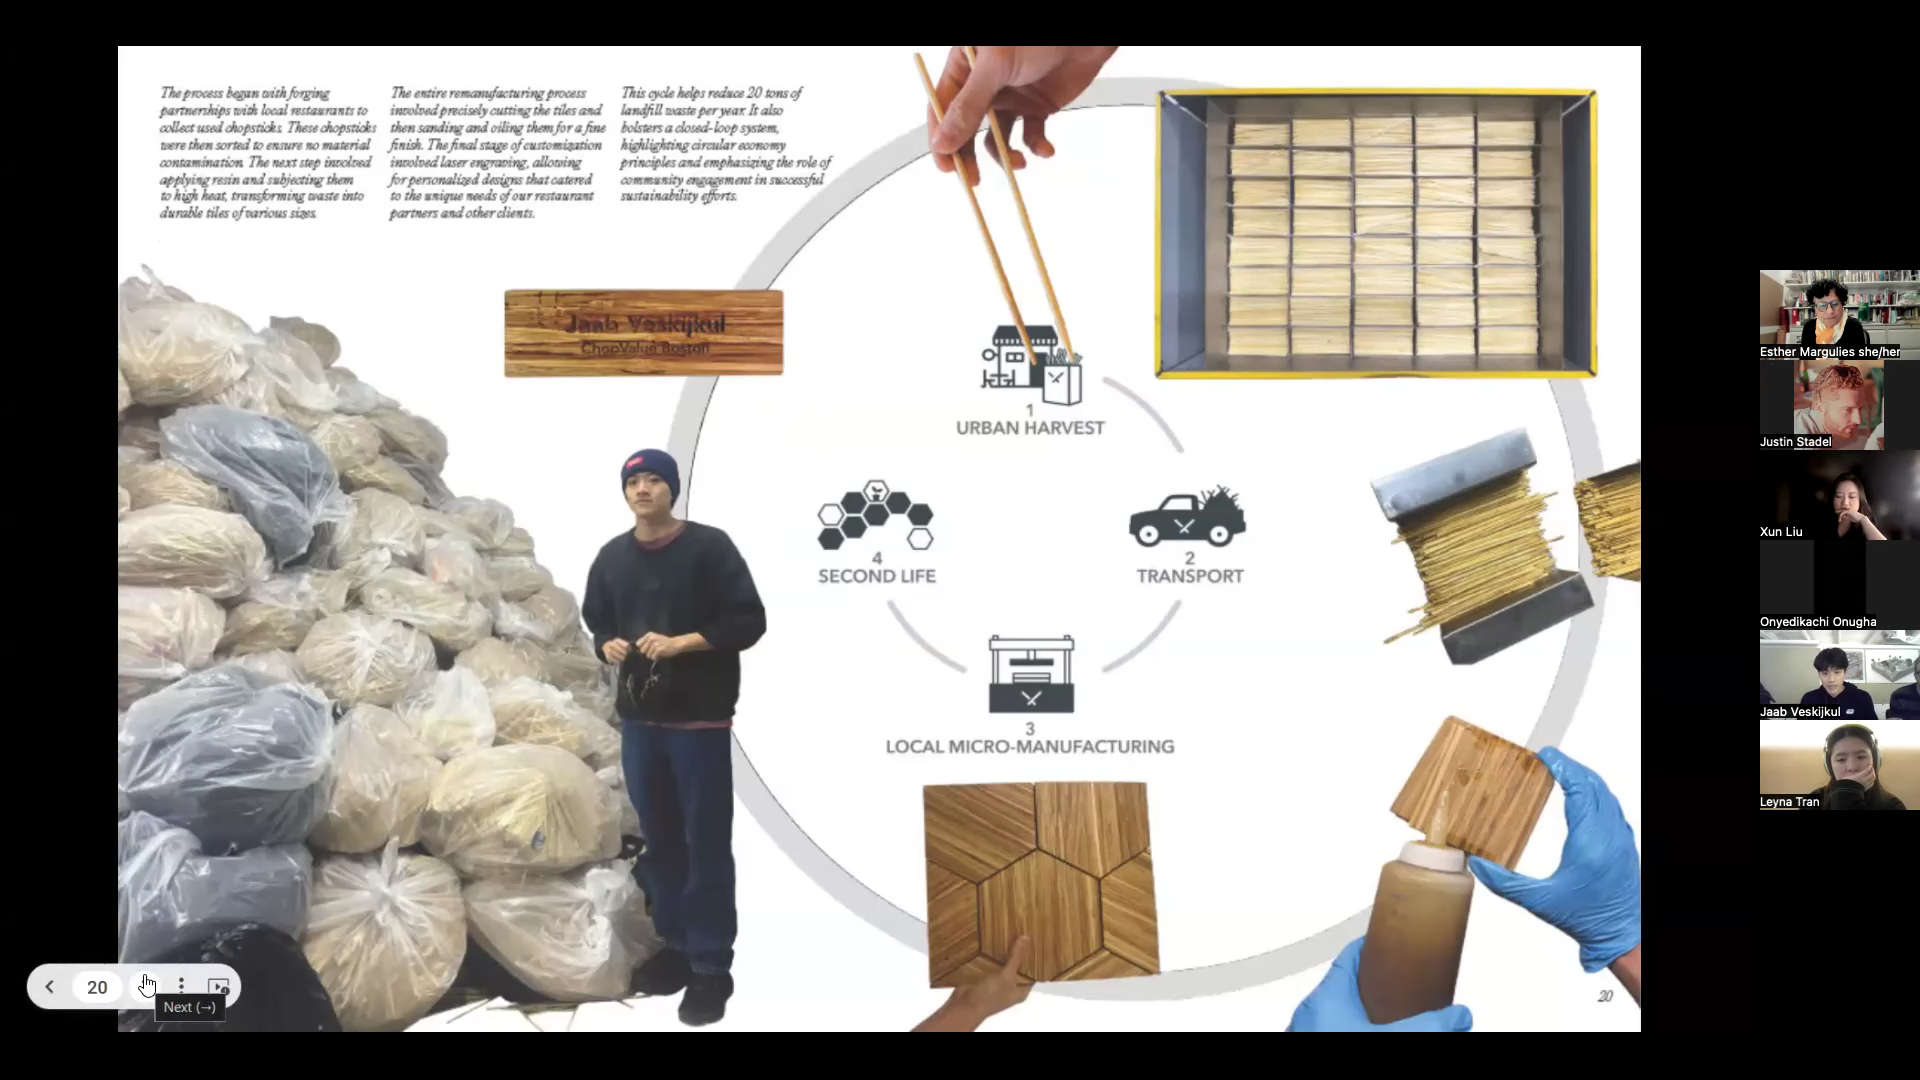 The process began with forging
partnerships with local restaurants to
collect used chopsticks. These chopsticks
were then sorted to ensure no material
contamination. The next step involved
applying resin and subjecting them
to high heat, transforming waste into
durable tiles of various sizes.
The entire remanufacturing process
involved precisely cutting the tiles and
then sanding and oiling them for a fine
finish. The final stage of customization
involved laser engraving, allowing
for personalized designs that catered
to the unique needs of our restaurant
partners and other clients.
This cycle helps reduce 20 tons of
landfill waste per year. It also
bolsters a closed-loop system,
highlighting circular economy
principles and emphasizing the role of
community engagement in successful
sustainability efforts.
Jaab Veskijkul
ChopValue Boston
1
URBAN HARVEST
4
SECOND LIFE
2
TRANSPORT
3
LOCAL MICRO-MANUFACTURING
20
20
Next (→)
Esther Margulies she/her
Justin Stadel
Xun Liu
Onyedikachi Onugha
Jaab Veskijkul
Leyna Tran